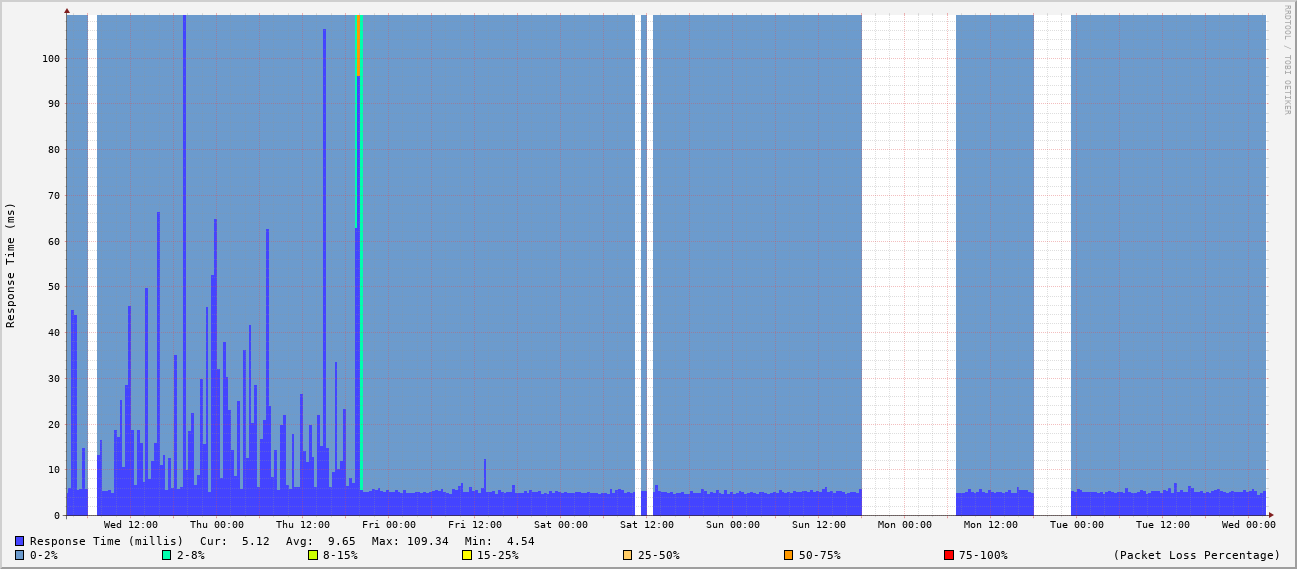 RRDTOOL / TOBI OETIKER
Response Time (ms)
100
90
80
70
60
50
40
30
20
10
0
Wed 12:00 Thu 00:00 Thu 12:00 Fri 00:00 Fri 12:00 Sat 00:00 Sat 12:00 Sun 00:00 Sun 12:00 Mon 00:00 Mon 12:00 Tue 00:00 Tue 12:00 Wed 00:00
Response Time (millis) Cur: 5.12 Avg: 9.65 Max: 109.34 Min: 4.54
0-2% 2-8% 8-15% 15-25% 25-50% 50-75% 75-100% (Packet Loss Percentage)